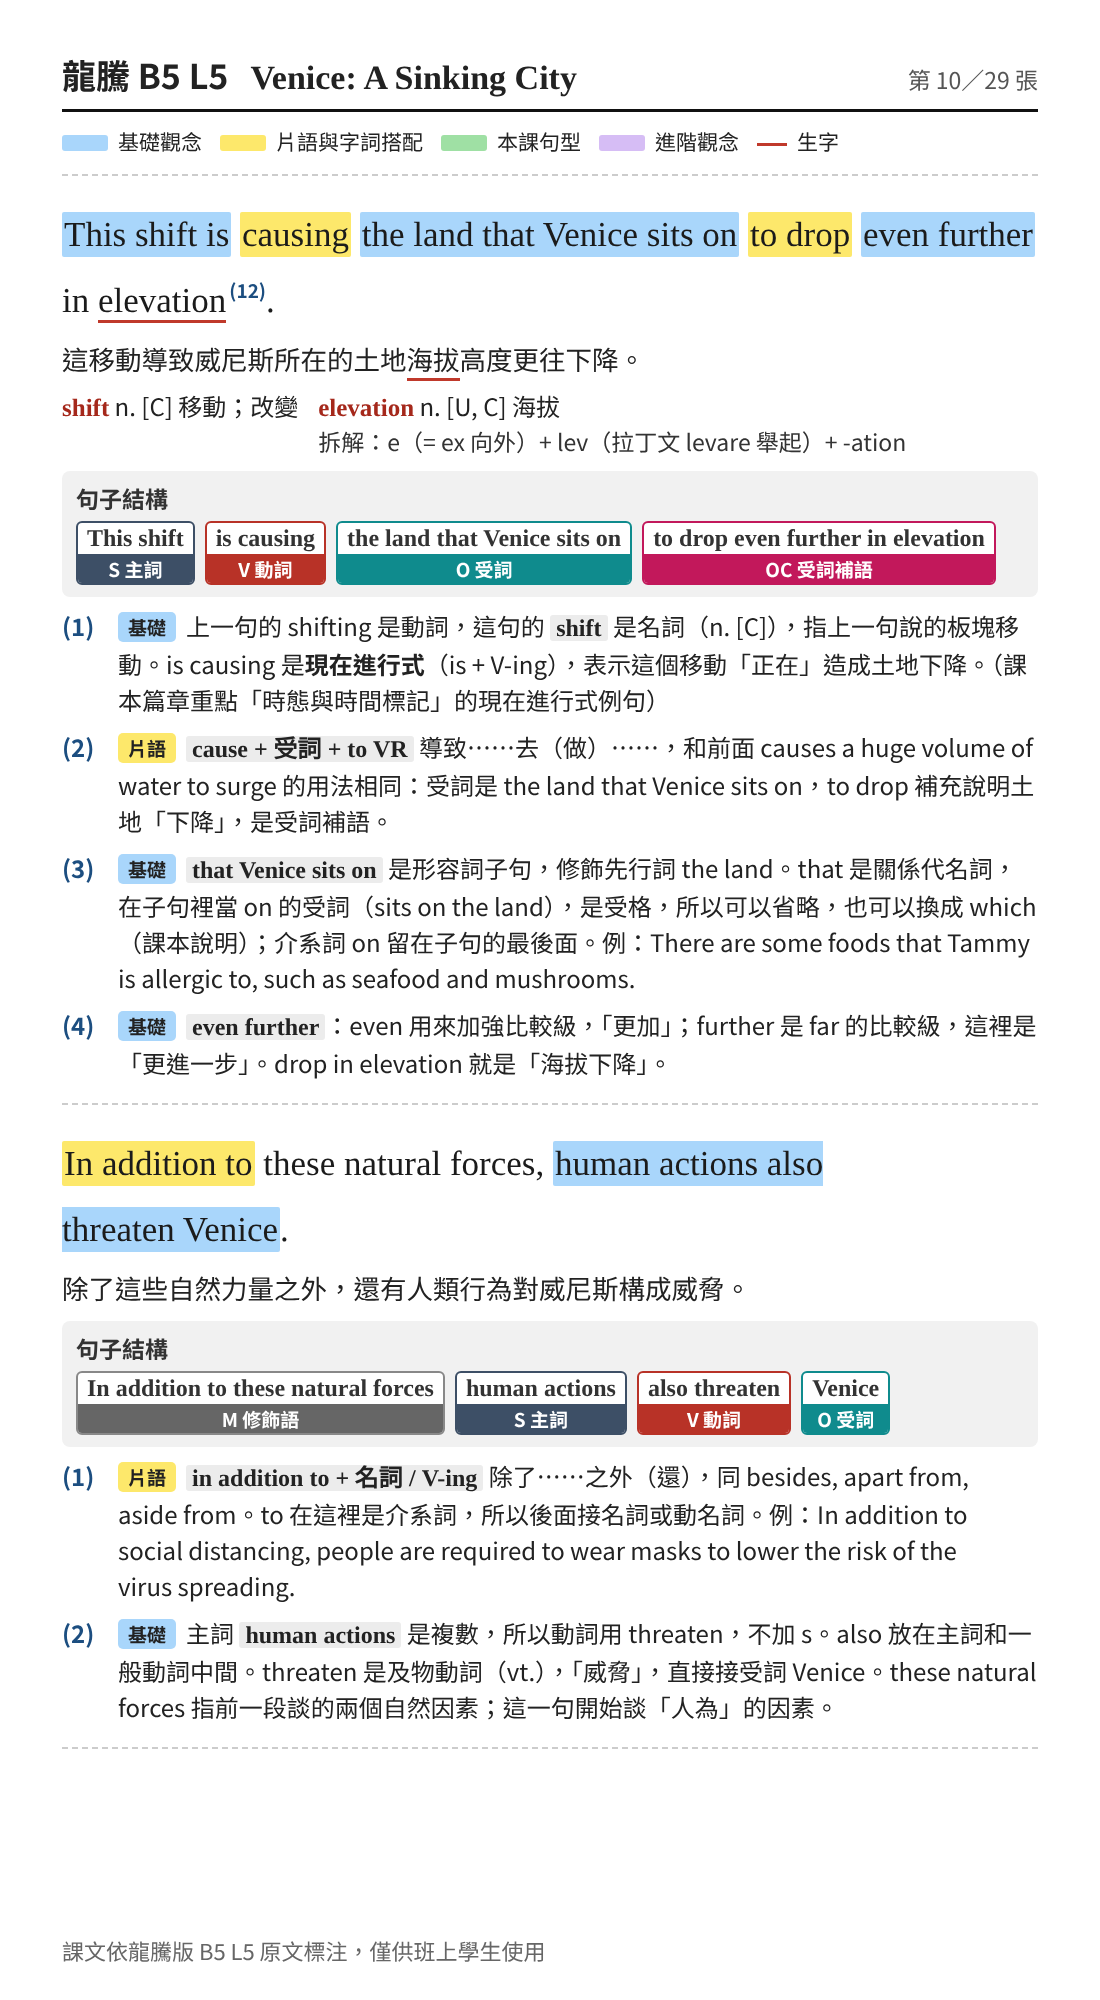 龍騰 B5 L5 Venice: A Sinking City 第 10／29 張
基礎觀念 片語與字詞搭配 本課句型 進階觀念 生字
This shift is causing the land that Venice sits on to drop even further
in elevation(12).
這移動導致威尼斯所在的土地海拔高度更往下降。
shift n. [C] 移動；改變 elevation n. [U, C] 海拔
拆解：e（= ex 向外）+ lev（拉丁文 levare 舉起）+ -ation
句子結構
This shift is causing the land that Venice sits on to drop even further in elevation
S 主詞 V 動詞 O 受詞 OC 受詞補語
(1) 基礎 上一句的 shifting 是動詞，這句的 shift 是名詞（n. [C]），指上一句說的板塊移
動。is causing 是現在進行式（is + V-ing），表示這個移動「正在」造成土地下降。（課
本篇章重點「時態與時間標記」的現在進行式例句）
(2) 片語 cause + 受詞 + to VR 導致⋯⋯去（做）⋯⋯，和前面 causes a huge volume of
water to surge 的用法相同：受詞是 the land that Venice sits on，to drop 補充說明土
地「下降」，是受詞補語。
(3) 基礎 that Venice sits on 是形容詞子句，修飾先行詞 the land。that 是關係代名詞，
在子句裡當 on 的受詞（sits on the land），是受格，所以可以省略，也可以換成 which
（課本說明）；介系詞 on 留在子句的最後面。例：There are some foods that Tammy
is allergic to, such as seafood and mushrooms.
(4) 基礎 even further：even 用來加強比較級，「更加」；further 是 far 的比較級，這裡是
「更進一步」。drop in elevation 就是「海拔下降」。
In addition to these natural forces, human actions also
threaten Venice.
除了這些自然力量之外，還有人類行為對威尼斯構成威脅。
句子結構
In addition to these natural forces human actions also threaten Venice
M 修飾語 S 主詞 V 動詞 O 受詞
(1) 片語 in addition to + 名詞 / V-ing 除了⋯⋯之外（還），同 besides, apart from,
aside from。to 在這裡是介系詞，所以後面接名詞或動名詞。例：In addition to
social distancing, people are required to wear masks to lower the risk of the
virus spreading.
(2) 基礎 主詞 human actions 是複數，所以動詞用 threaten，不加 s。also 放在主詞和一
般動詞中間。threaten 是及物動詞（vt.），「威脅」，直接接受詞 Venice。these natural
forces 指前一段談的兩個自然因素；這一句開始談「人為」的因素。
課文依龍騰版 B5 L5 原文標注，僅供班上學生使用